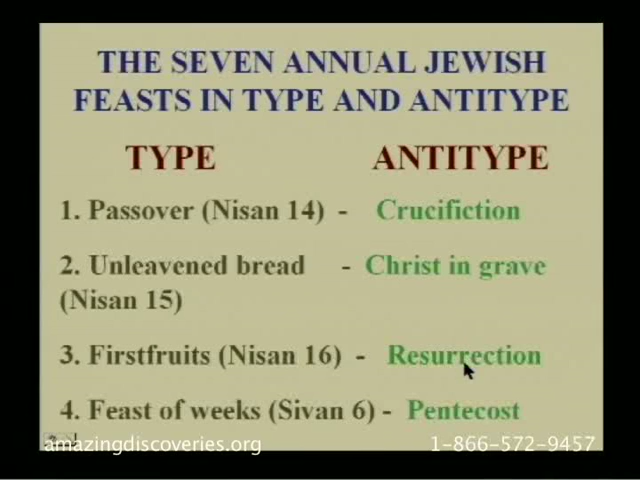 THE SEVEN ANNUAL JEWISH
FEASTS IN TYPE AND ANTITYPE
TYPE ANTITYPE
1. Passover (Nisan 14) - Crucifiction
2. Unleavened bread - Christ in grave
(Nisan 15)
3. Firstfruits (Nisan 16) - Resurrection
4. Feast of weeks (Sivan 6) - Pentecost
amazingdiscoveries.org 1-866-572-9457